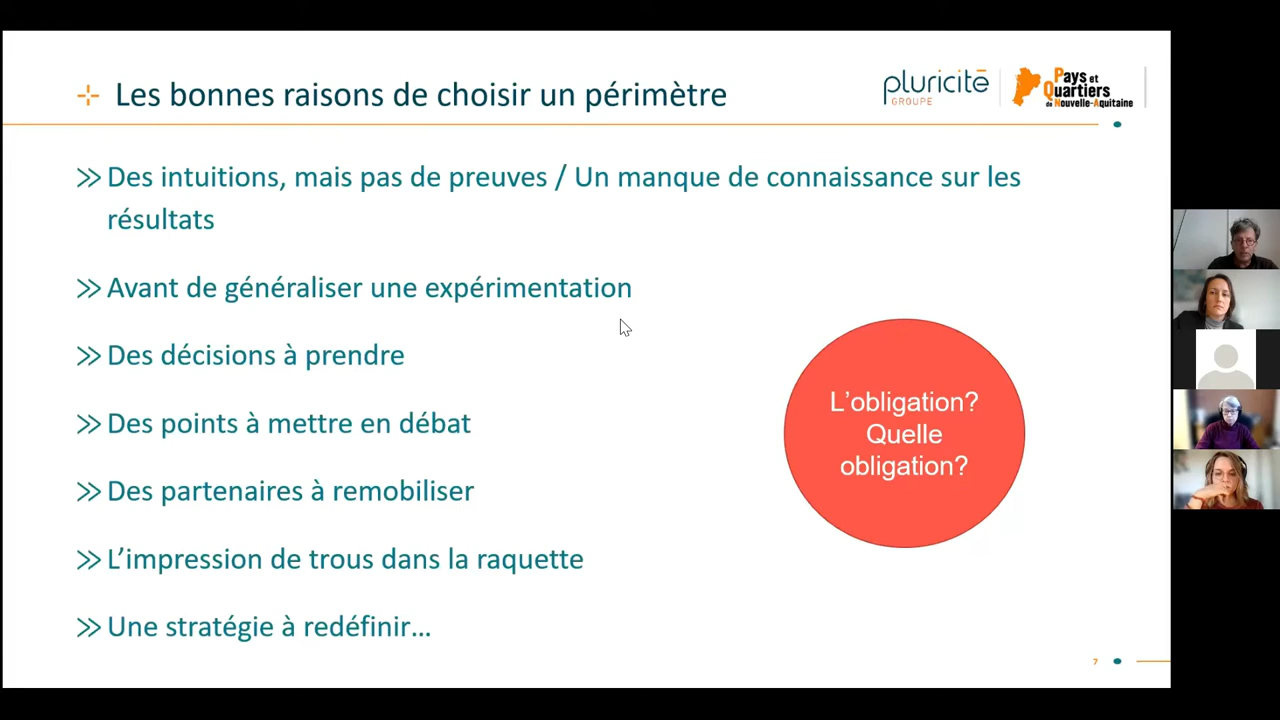 Les bonnes raisons de choisir un périmètre
pluricité
GROUPE
Pays et
Quartiers
de Nouvelle-Aquitaine
Des intuitions, mais pas de preuves / Un manque de connaissance sur les
résultats
Avant de généraliser une expérimentation
Des décisions à prendre
Des points à mettre en débat
Des partenaires à remobiliser
L’impression de trous dans la raquette
Une stratégie à redéfinir…
L’obligation?
Quelle
obligation?
7